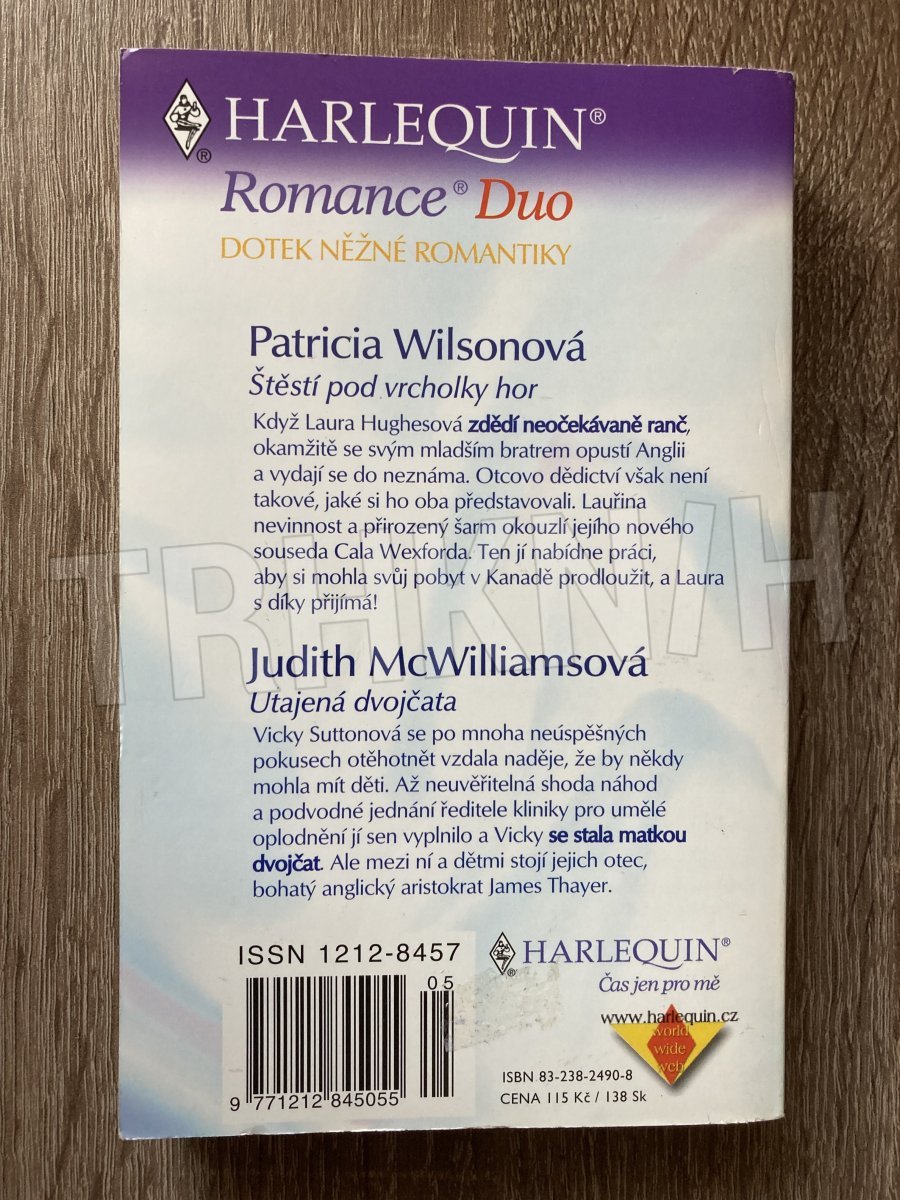 HARLEQUIN®
®
Romance® Duo
DOTEK NĚŽNÉ ROMANTIKY
Patricia Wilsonová
Štěstí pod vrcholky hor
Když Laura Hughesová zdědí neočekávaně ranč,
okamžitě se svým mladším bratrem opustí Anglii
a vydají se do neznáma. Otcovo dědictví však není
takové, jaké si ho oba představovali. Lauřina
nevinnost a přirozený šarm okouzlí jejího nového
souseda Cala Wexforda. Ten jí nabídne práci,
aby si mohla svůj pobyt v Kanadě prodloužit, a Laura
s díky přijímá!
TRHKNIH
Judith McWilliamsová
Utajená dvojčata
Vicky Suttonová se po mnoha neúspěšných
pokusech otěhotnět vzdala naděje, že by někdy
mohla mít děti. Až neuvěřitelná shoda náhod
a podvodné jednání ředitele kliniky pro umělé
oplodnění jí sen vyplnilo a Vicky se stala matkou
dvojčat. Ale mezi ní a dětmi stojí jejich otec,
bohatý anglický aristokrat James Thayer.
ISSN 1212-8457
05
9 771212 845055
HARLEQUIN®
®
Čas jen pro mě
www.harlequin.cz
world
wide
web
ISBN 83-238-2490-8
CENA 115 Kč / 138 Sk